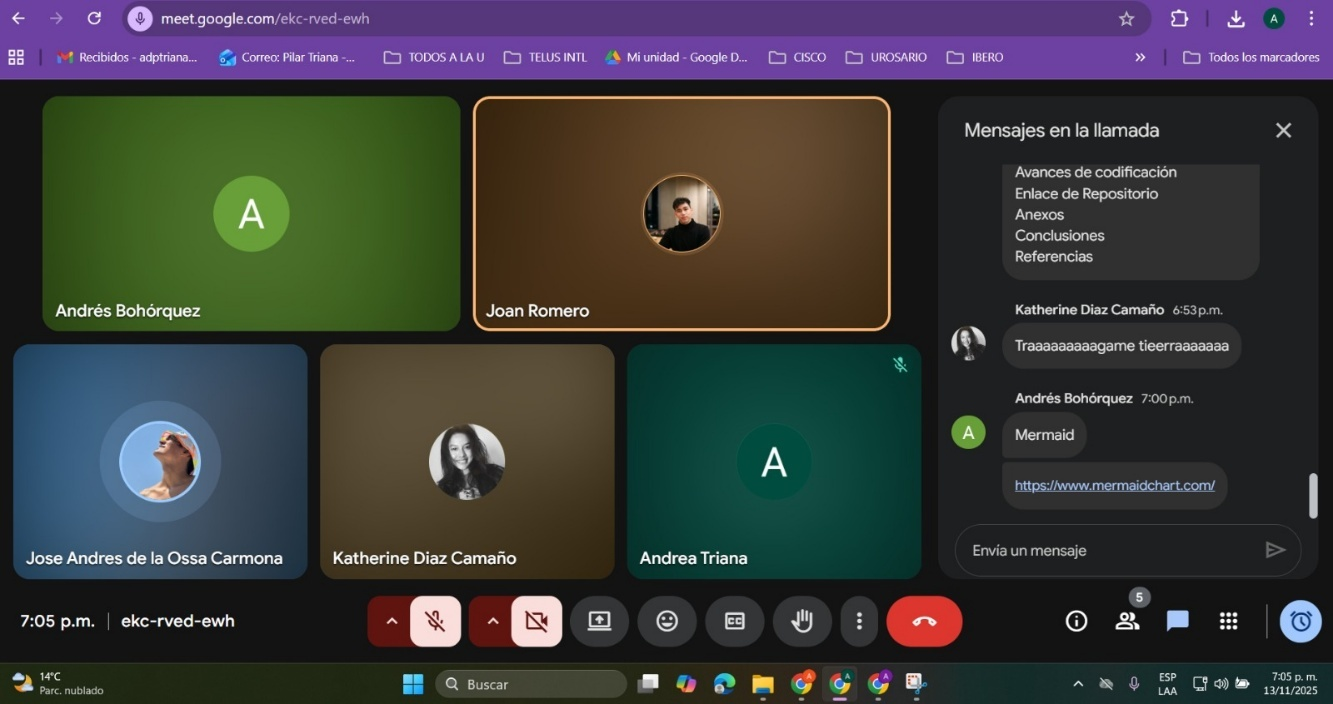 meet.google.com/ekc-rved-ewh
A
Recibidos - adptriana...
Correo: Pilar Triana -...
TODOS A LA U
TELUS INTL
Mi unidad - Google D...
CISCO
UROSARIO
IBERO
»
Todos los marcadores
A
Andrés Bohórquez
Joan Romero
Jose Andres de la Ossa Carmona
Katherine Diaz Camaño
A
Andrea Triana
Mensajes en la llamada
Avances de codificación
Enlace de Repositorio
Anexos
Conclusiones
Referencias
Katherine Diaz Camaño 6:53 p.m.
Traaaaaaaaagame tieerraaaaaaa
Andrés Bohórquez 7:00 p.m.
A
Mermaid
https://www.mermaidchart.com/
Envía un mensaje
7:05 p.m. | ekc-rved-ewh
CC
5
14°C
Parc. nublado
Buscar
A
A
A
ESP
LAA
7:05 p. m.
13/11/2025